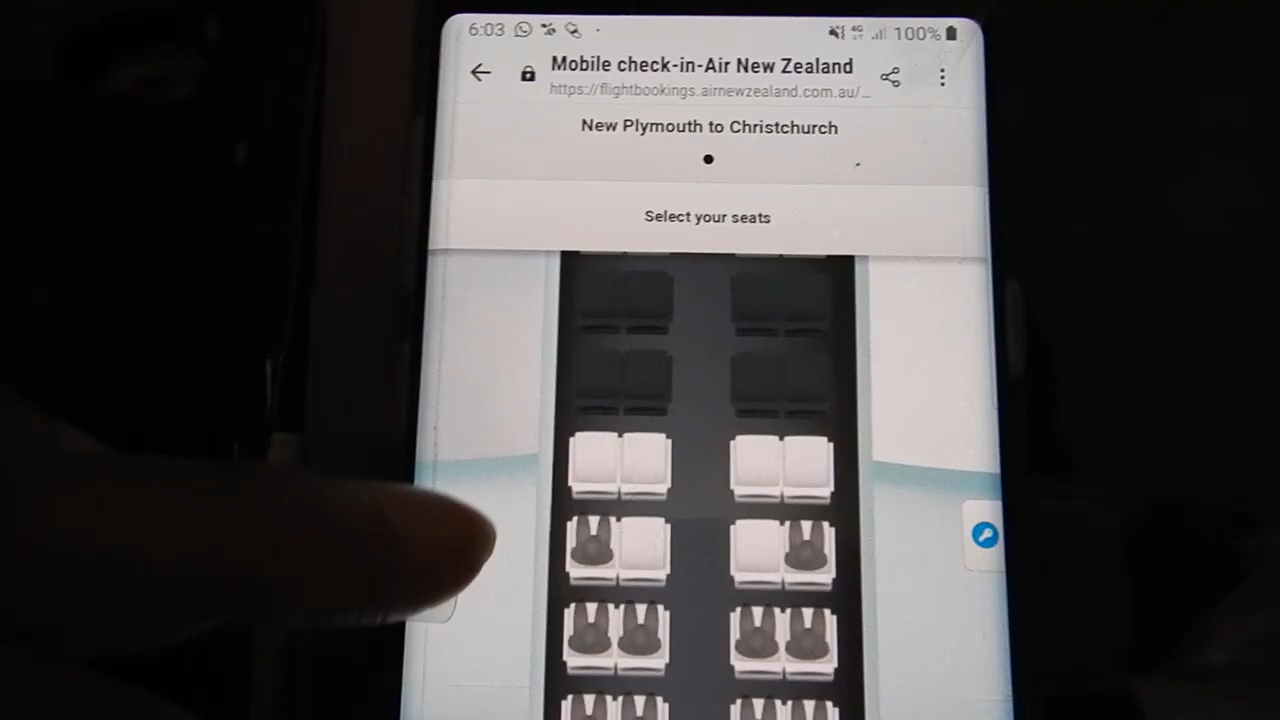 6:03
4G
100%
Mobile check-in-Air New Zealand
https://flightbookings.airnewzealand.com.au/...
New Plymouth to Christchurch
Select your seats